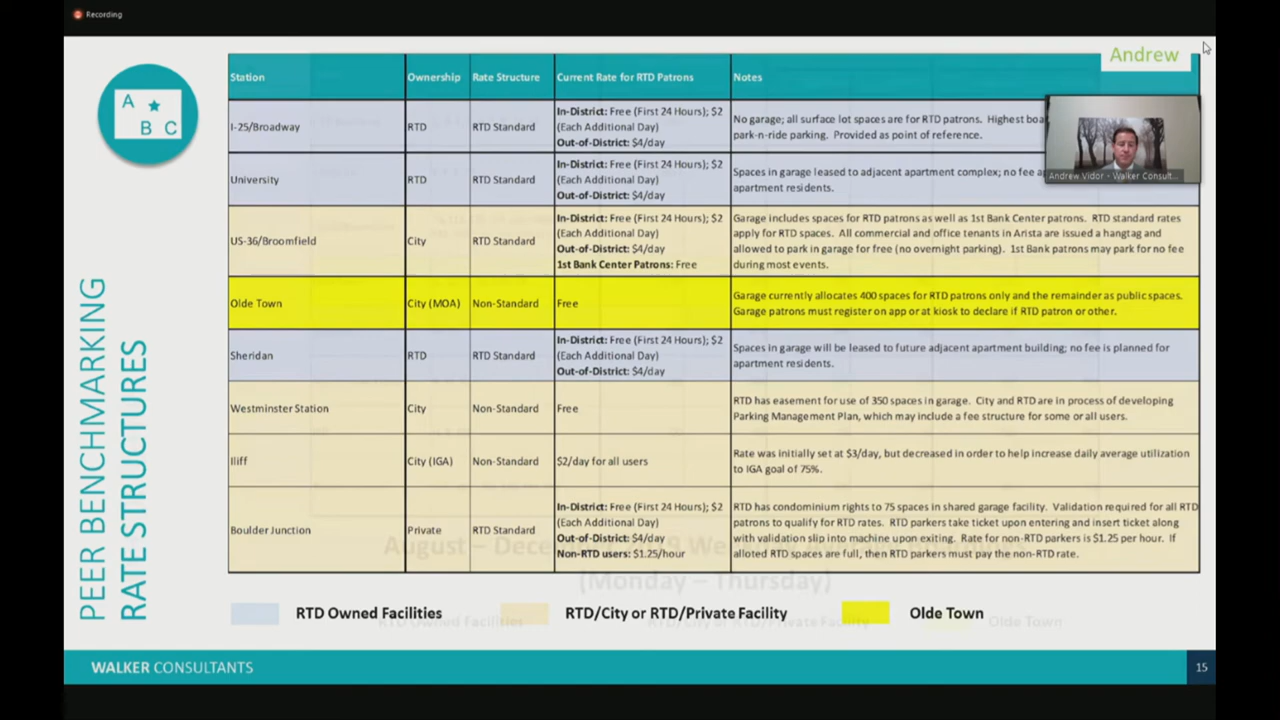 Recording
Andrew
A
B C
PEER BENCHMARKING
RATE STRUCTURES
Station Ownership Rate Structure Current Rate for RTD Patrons Notes
I-25/Broadway RTD RTD Standard
In-District: Free (First 24 Hours); $2
(Each Additional Day)
Out-of-District: $4/day
No garage; all surface lot spaces are for RTD patrons. Highest
park-n-ride parking. Provided as point of reference.
University RTD RTD Standard
In-District: Free (First 24 Hours); $2
(Each Additional Day)
Out-of-District: $4/day
Spaces in garage leased to adjacent apartment complex; no fee
apartment residents.
US-36/Broomfield City RTD Standard
In-District: Free (First 24 Hours); $2
(Each Additional Day)
Out-of-District: $4/day
1st Bank Center Patrons: Free
Garage includes spaces for RTD patrons as well as 1st Bank Center patrons. RTD standard rates
apply for RTD spaces. All commercial and office tenants in Arista are issued a hangtag and
allowed to park in garage for free (no overnight parking). 1st Bank patrons may park for no fee
during most events.
Olde Town City (MOA) Non-Standard Free
Garage currently allocates 400 spaces for RTD patrons only and the remainder as public spaces.
Garage patrons must register on app or at kiosk to declare if RTD patron or other.
Sheridan RTD RTD Standard
In-District: Free (First 24 Hours); $2
(Each Additional Day)
Out-of-District: $4/day
Spaces in garage will be leased to future adjacent apartment building; no fee is planned for
apartment residents.
Westminster Station City Non-Standard Free
RTD has easement for use of 350 spaces in garage. City and RTD are in process of developing
Parking Management Plan, which may include a fee structure for some or all users.
Iliff City (IGA) Non-Standard $2/day for all users
Rate was initially set at $3/day, but decreased in order to help increase daily average utilization
to IGA goal of 75%.
Boulder Junction Private RTD Standard
In-District: Free (First 24 Hours); $2
(Each Additional Day)
Out-of-District: $4/day
Non-RTD users: $1.25/hour
RTD has condominium rights to 75 spaces in shared garage facility. Validation required for all RTD
patrons to qualify for RTD rates. RTD parkers take ticket upon entering and insert ticket along
with validation slip into machine upon exiting. Rate for non-RTD parkers is $1.25 per hour. If
alloted RTD spaces are full, then RTD parkers must pay the non-RTD rate.
Andrew Vidor - Walker Consult...
(Monday – Thursday)
RTD Owned Facilities RTD/City or RTD/Private Facility Olde Town
RTD Owned Facilities RTD/City or RTD/Private Facility Olde Town
WALKER CONSULTANTS
15